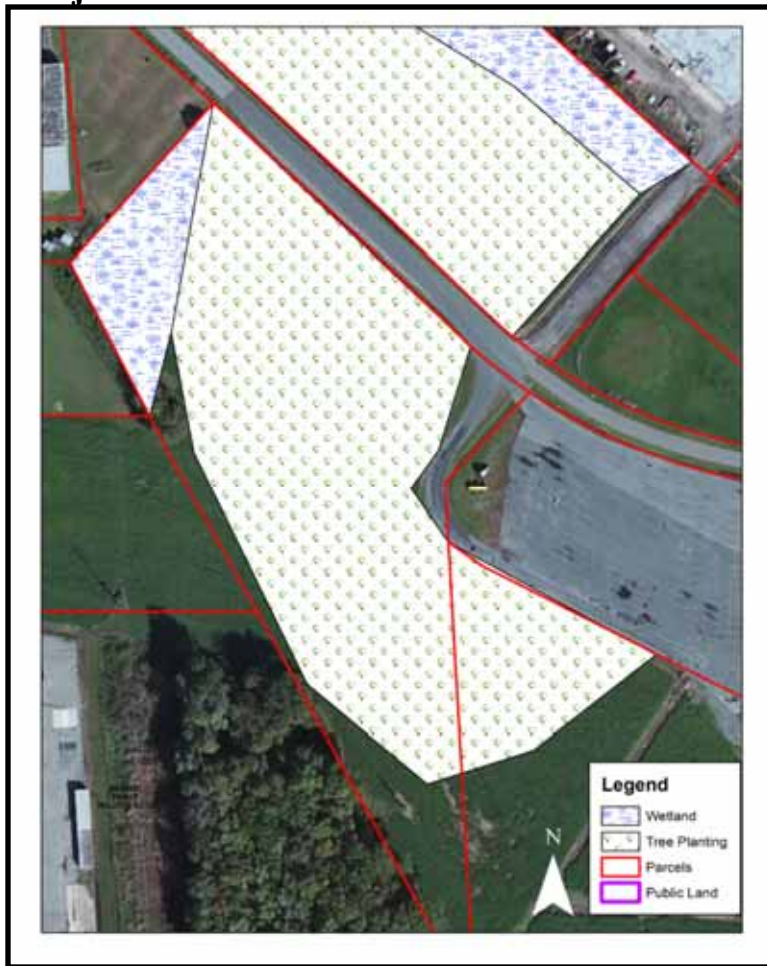 N
Legend
Wetland
Tree Planting
Parcels
Public Land